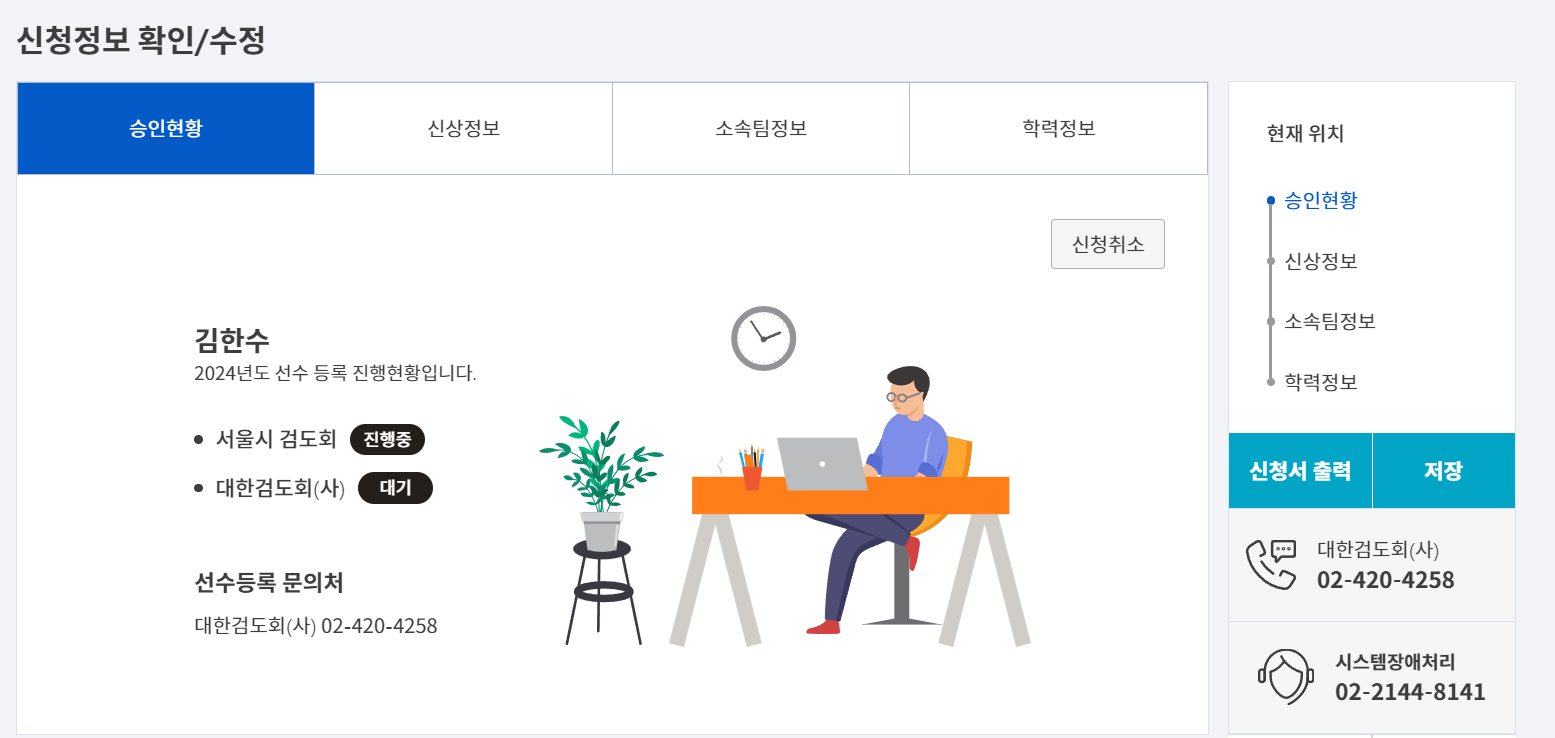 신청정보 확인/수정
승인현황
신상정보
소속팀정보
학력정보
신청취소
김한수
2024년도 선수 등록 진행현황입니다.
서울시 검도회 진행중
대한검도회(사) 대기
선수등록 문의처
대한검도회(사) 02-420-4258
현재 위치
승인현황
신상정보
소속팀정보
학력정보
신청서 출력
저장
대한검도회(사)
02-420-4258
시스템장애처리
02-2144-8141